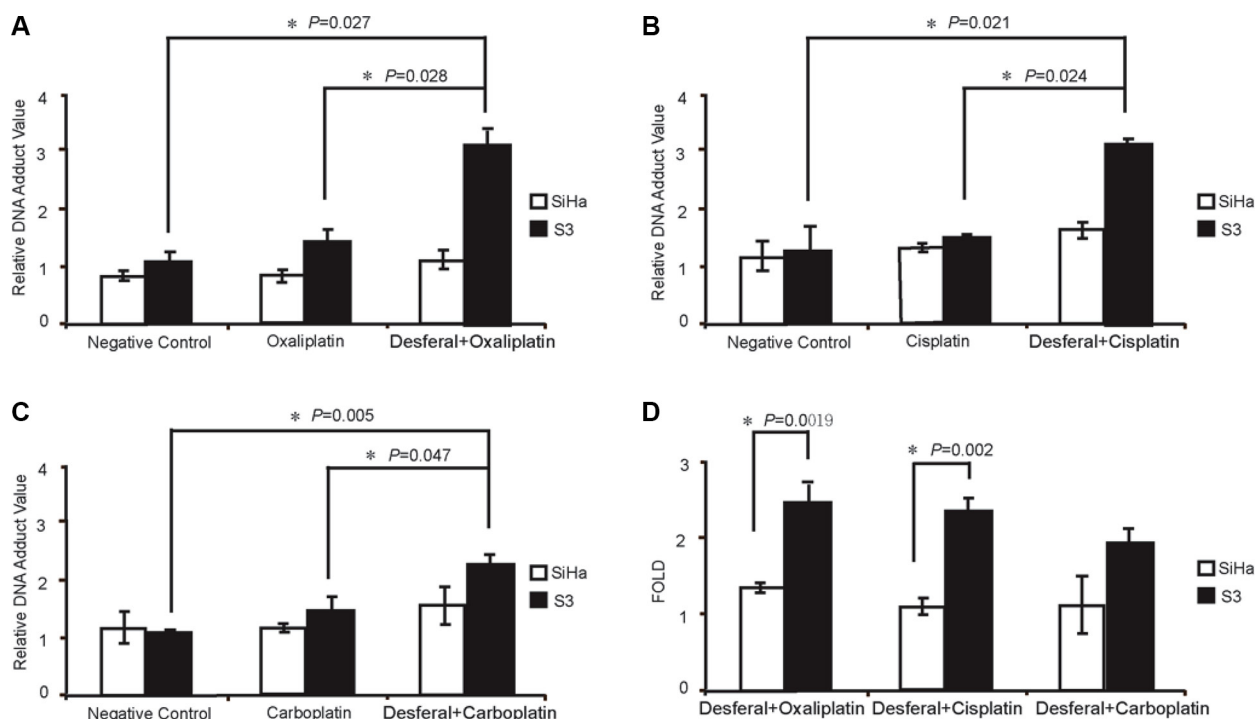 A
* P=0.027
* P=0.028
Relative DNA Adduct Value
4
3
2
1
0
SiHa
S3
Negative Control
Oxaliplatin
Desferal+Oxaliplatin
B
* P=0.021
* P=0.024
Relative DNA Adduct Value
4
3
2
1
0
SiHa
S3
Negative Control
Cisplatin
Desferal+Cisplatin
C
* P=0.005
* P=0.047
Relative DNA Adduct Value
4
3
2
1
0
SiHa
S3
Negative Control
Carboplatin
Desferal+Carboplatin
D
* P=0.0019
* P=0.002
FOLD
3
2
1
0
SiHa
S3
Desferal+Oxaliplatin
Desferal+Cisplatin
Desferal+Carboplatin